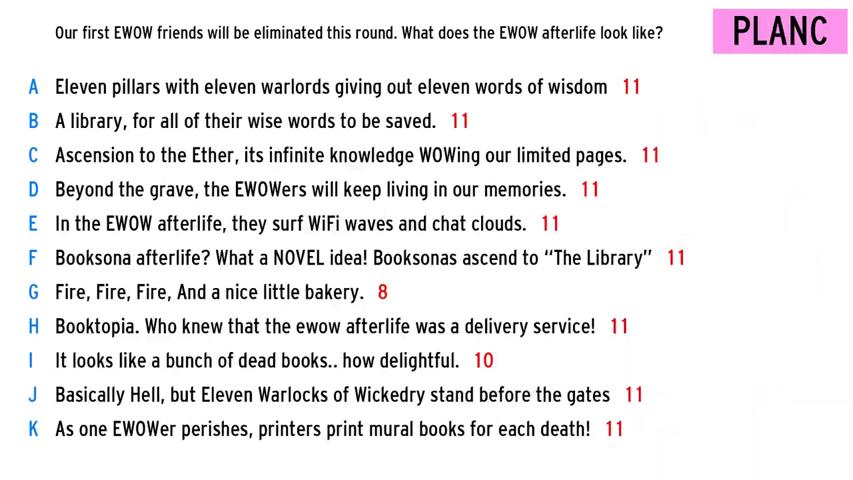 Our first EWOW friends will be eliminated this round. What does the EWOW afterlife look like?
PLANC
A Eleven pillars with eleven warlords giving out eleven words of wisdom 11
B A library, for all of their wise words to be saved. 11
C Ascension to the Ether, its infinite knowledge WOWing our limited pages. 11
D Beyond the grave, the EWOWers will keep living in our memories. 11
E In the EWOW afterlife, they surf WiFi waves and chat clouds. 11
F Booksona afterlife? What a NOVEL idea! Booksonas ascend to “The Library” 11
G Fire, Fire, Fire, And a nice little bakery. 8
H Booktopia. Who knew that the ewow afterlife was a delivery service! 11
I It looks like a bunch of dead books.. how delightful. 10
J Basically Hell, but Eleven Warlocks of Wickedry stand before the gates 11
K As one EWOWer perishes, printers print mural books for each death! 11